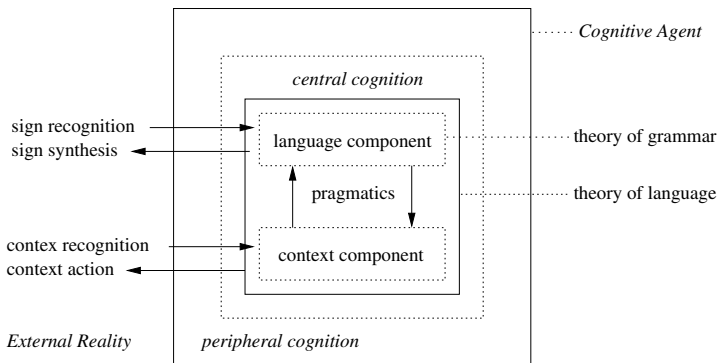 Cognitive Agent
central cognition
sign recognition
language component
theory of grammar
sign synthesis
pragmatics
theory of language
contex recognition
context component
context action
External Reality
peripheral cognition